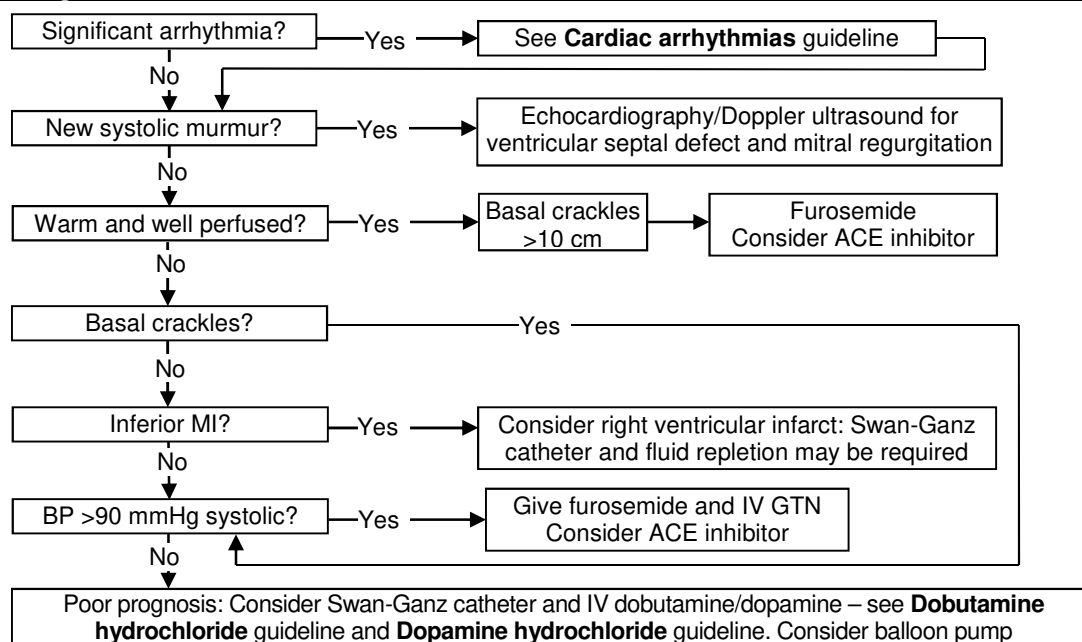 Significant arrhythmia?
Yes
See Cardiac arrhythmias guideline
No
New systolic murmur?
Yes
Echocardiography/Doppler ultrasound for
ventricular septal defect and mitral regurgitation
No
Warm and well perfused?
Yes
Basal crackles
>10 cm
Furosemide
Consider ACE inhibitor
No
Basal crackles?
Yes
No
Inferior MI?
Yes
Consider right ventricular infarct: Swan-Ganz
catheter and fluid repletion may be required
No
BP >90 mmHg systolic?
Yes
Give furosemide and IV GTN
Consider ACE inhibitor
No
Poor prognosis: Consider Swan-Ganz catheter and IV dobutamine/dopamine – see Dobutamine
hydrochloride guideline and Dopamine hydrochloride guideline. Consider balloon pump